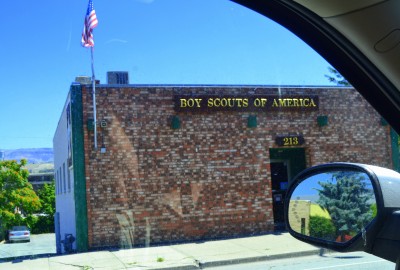 BOY SCOUTS OF AMERICA
213